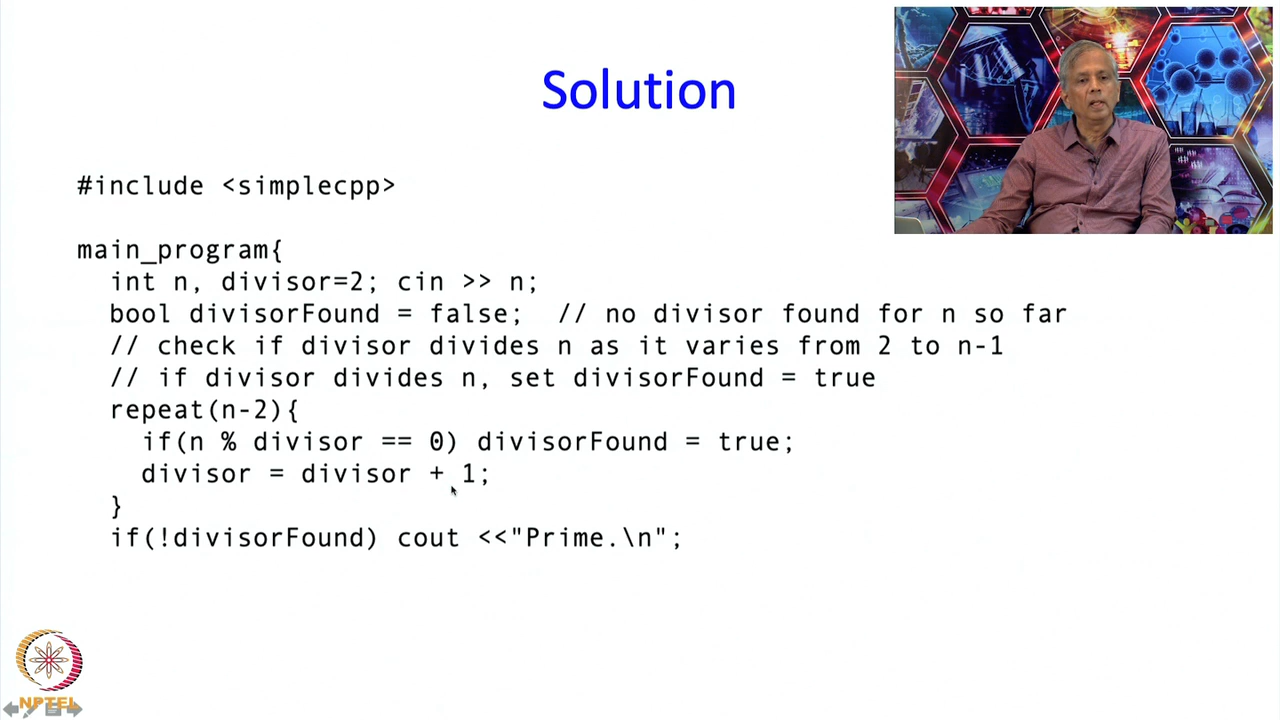 Solution
#include <simplecpp>
main_program{
int n, divisor=2; cin >> n;
bool divisorFound = false; // no divisor found for n so far
// check if divisor divides n as it varies from 2 to n-1
// if divisor divides n, set divisorFound = true
repeat(n-2){
if(n % divisor == 0) divisorFound = true;
divisor = divisor + 1;
}
if(!divisorFound) cout <<"Prime.\n";
NPTEL